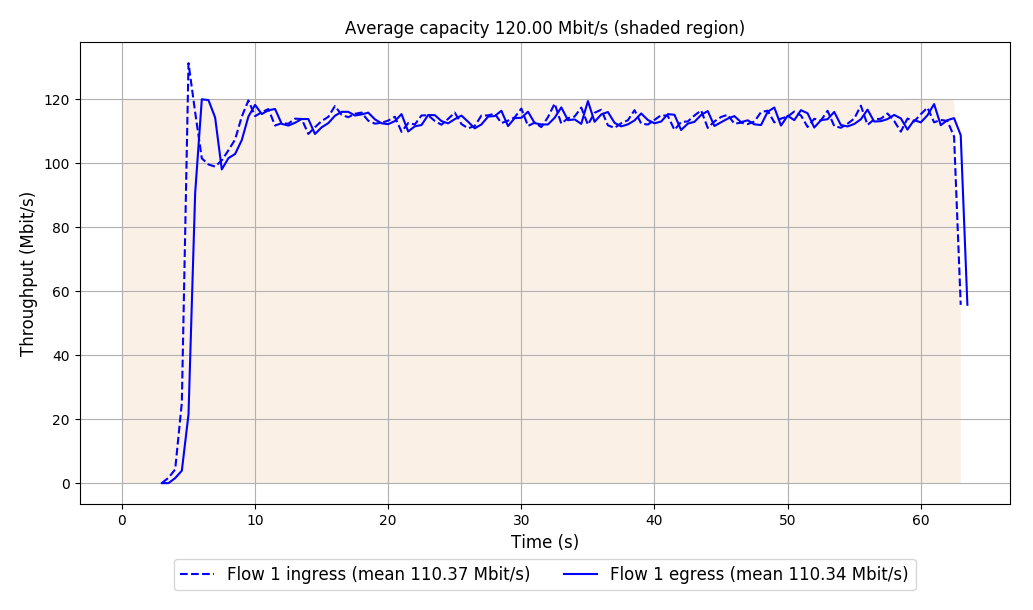 Average capacity 120.00 Mbit/s (shaded region)
Throughput (Mbit/s)
120
100
80
60
40
20
0
0 10 20 30 40 50 60
Time (s)
Flow 1 ingress (mean 110.37 Mbit/s) Flow 1 egress (mean 110.34 Mbit/s)